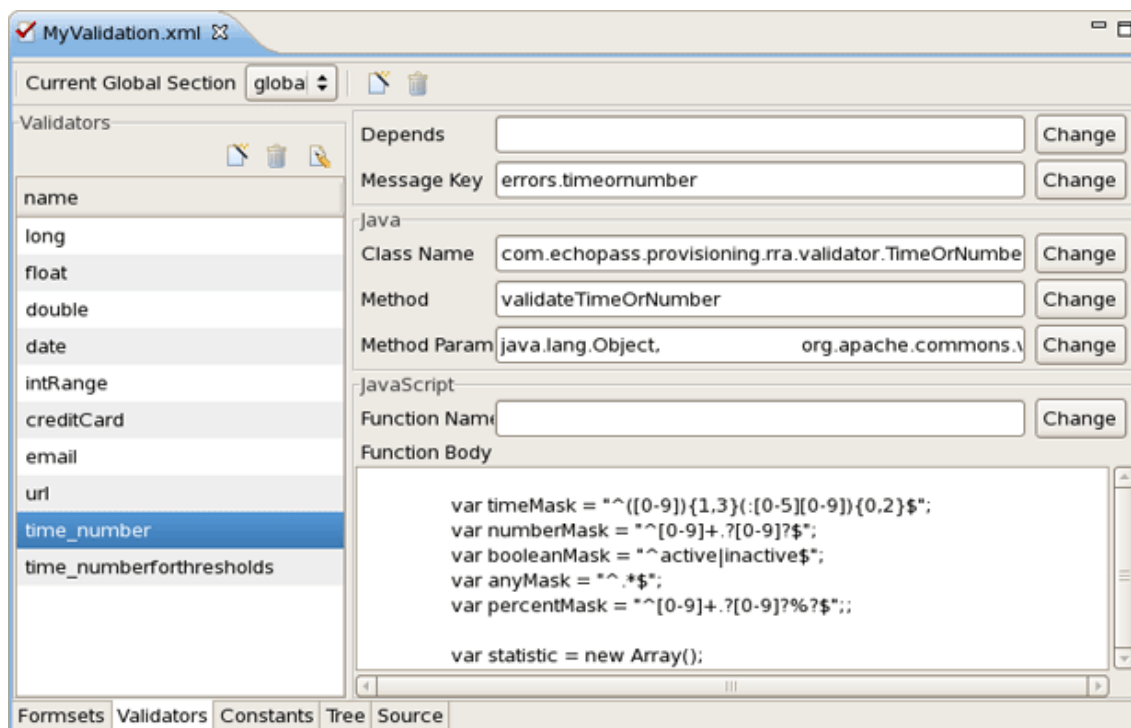 MyValidation.xml
Current Global Section globa
Validators
name
long
float
double
date
intRange
creditCard
email
url
time_number
time_numberforthresholds
Depends Change
Message Key errors.timeornumber Change
Java
Class Name com.echopass.provisioning.rra.validator.TimeOrNumbe Change
Method validateTimeOrNumber Change
Method Param java.lang.Object, org.apache.commons.v Change
JavaScript
Function Name Change
Function Body
var timeMask = "^([0-9]){1,3}(:[0-5][0-9]){0,2}$";
var numberMask = "^[0-9]+.?[0-9]?$";
var booleanMask = "^active|inactive$";
var anyMask = "^.*$";
var percentMask = "^[0-9]+.?[0-9]?%?$";;
var statistic = new Array();
Formsets Validators Constants Tree Source